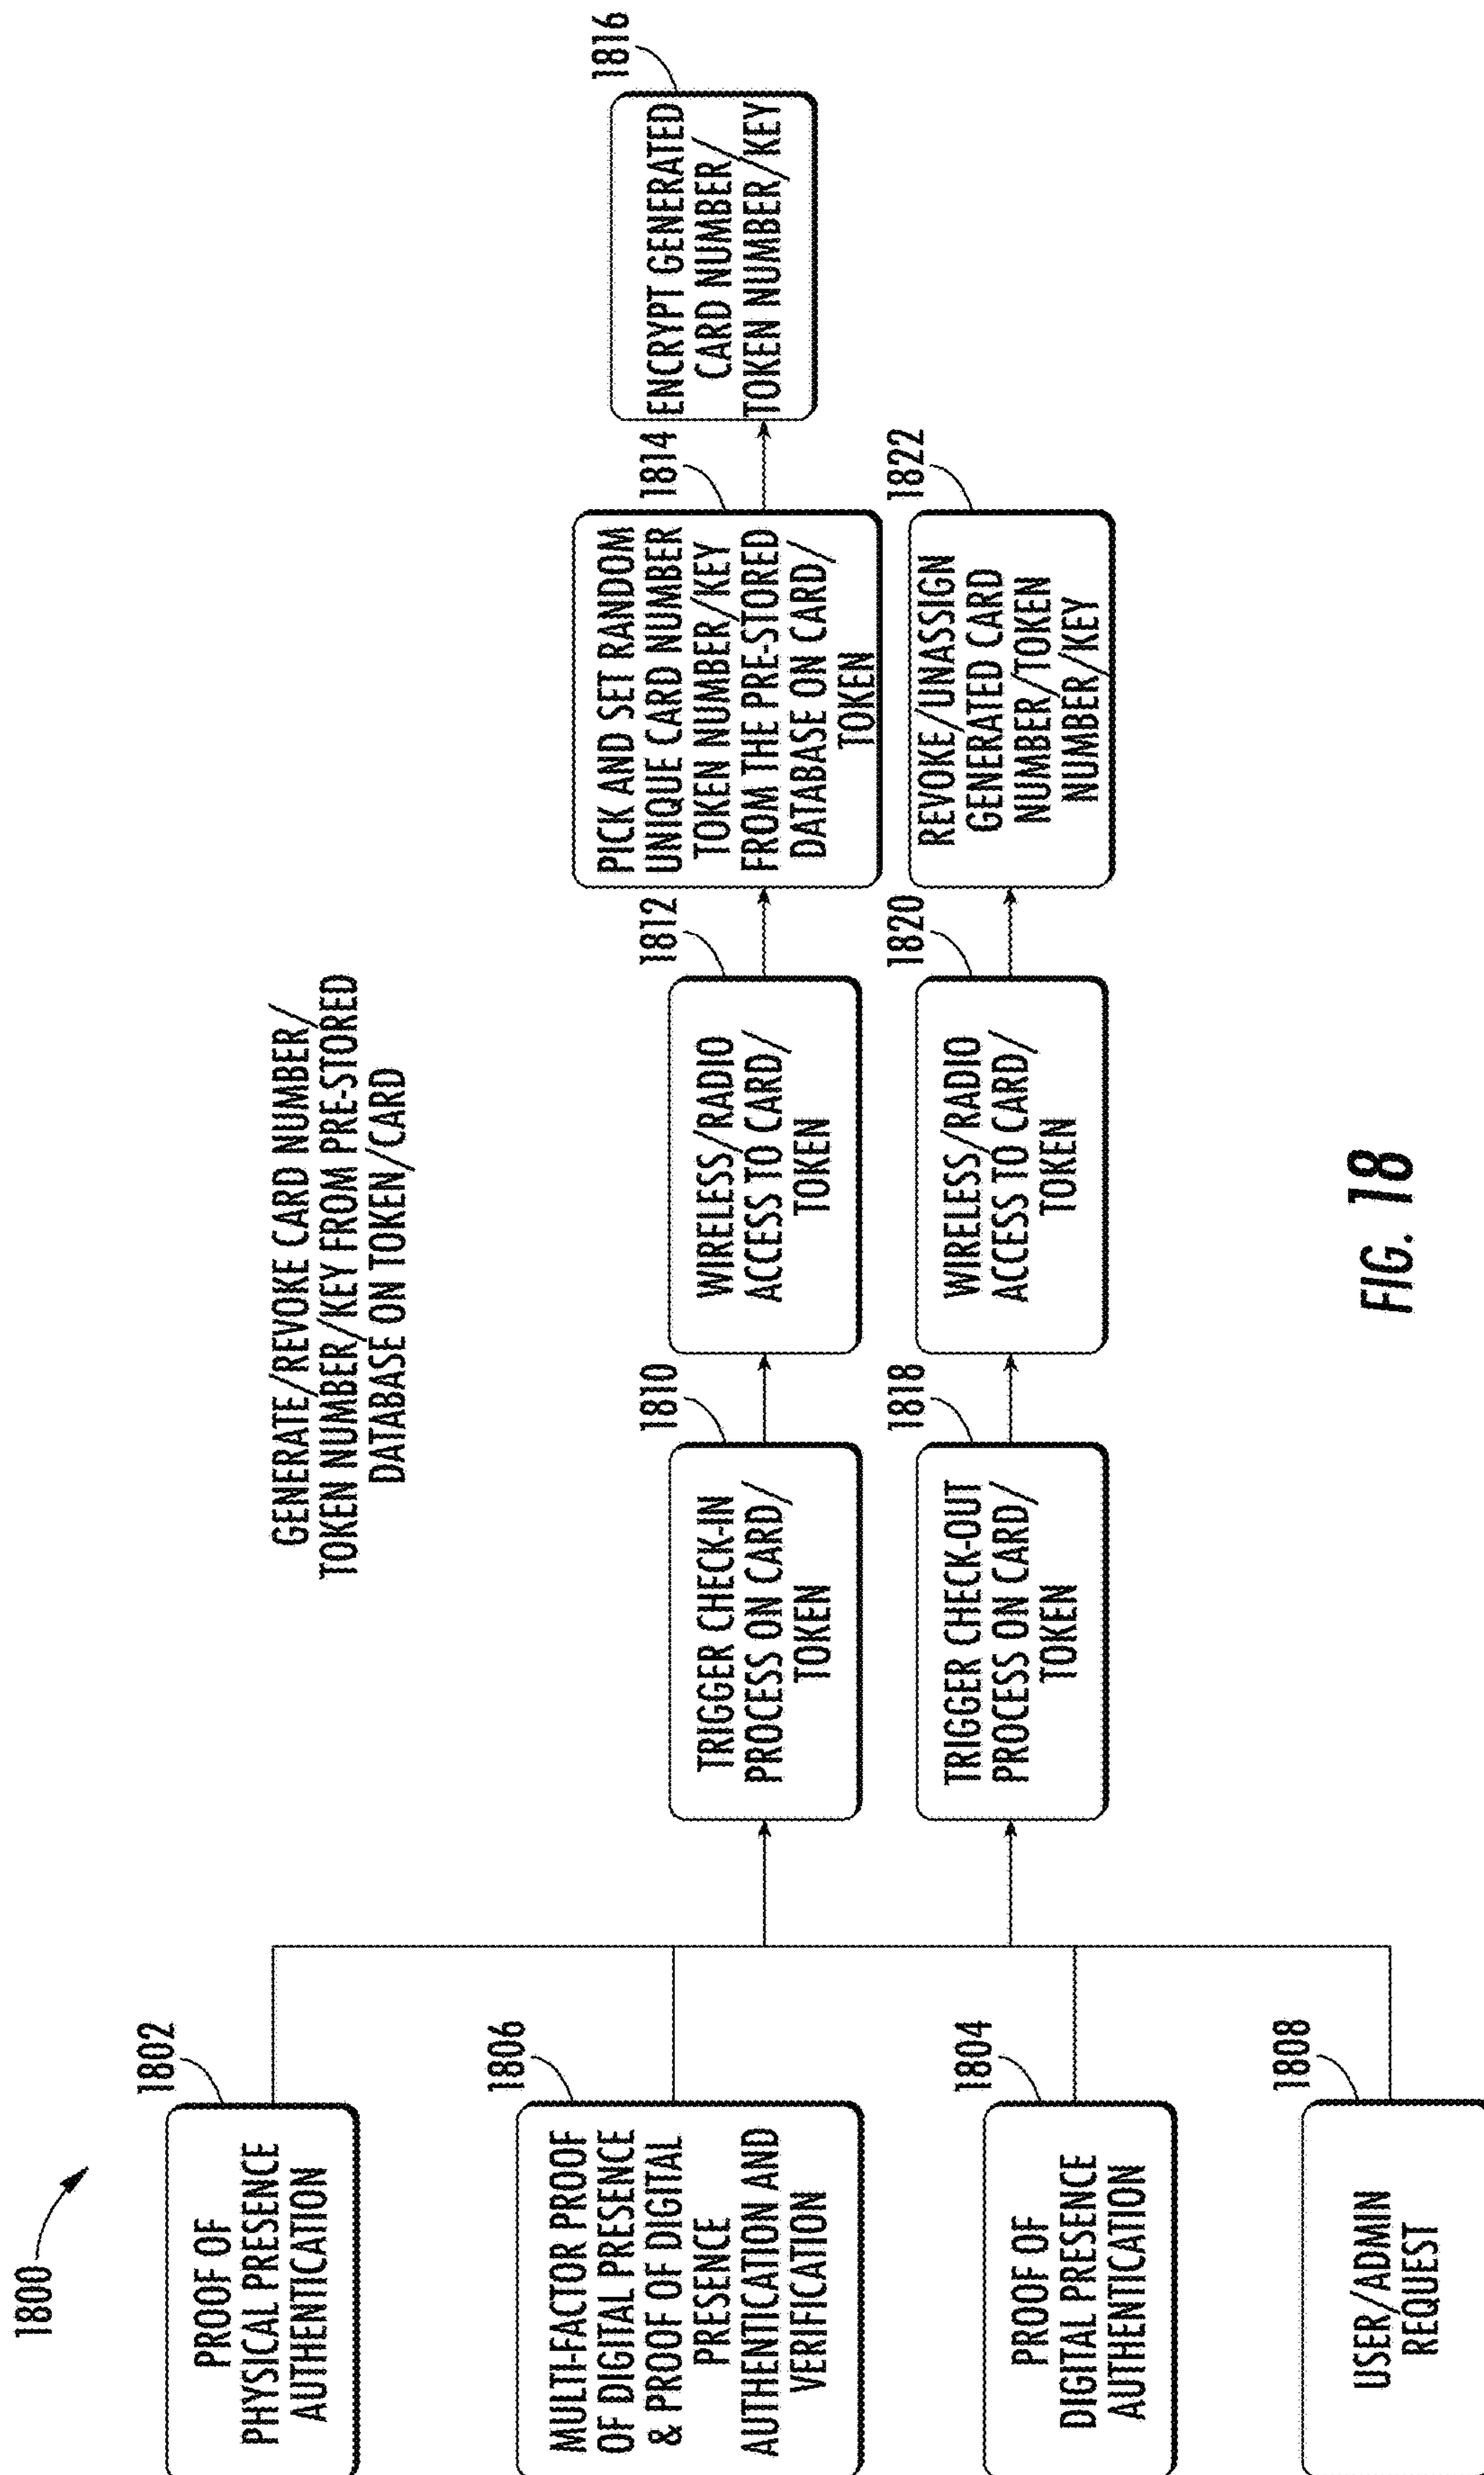 1800
GENERATE/REVOKE CARD NUMBER/
TOKEN NUMBER/KEY FROM PRE-STORED
DATABASE ON TOKEN/CARD
1802
PROOF OF
PHYSICAL PRESENCE
AUTHENTICATION
1806
MULTI-FACTOR PROOF
OF DIGITAL PRESENCE
& PROOF OF DIGITAL
PRESENCE
AUTHENTICATION AND
VERIFICATION
1804
PROOF OF
DIGITAL PRESENCE
AUTHENTICATION
1808
USER/ADMIN
REQUEST
1810
TRIGGER CHECK-IN
PROCESS ON CARD/
TOKEN
1812
WIRELESS/RADIO
ACCESS TO CARD/
TOKEN
1814
PICK AND SET RANDOM
UNIQUE CARD NUMBER
TOKEN NUMBER/KEY
FROM THE PRE-STORED
DATABASE ON CARD/
TOKEN
1816
ENCRYPT GENERATED
CARD NUMBER/
TOKEN NUMBER/KEY
1818
TRIGGER CHECK-OUT
PROCESS ON CARD/
TOKEN
1820
WIRELESS/RADIO
ACCESS TO CARD/
TOKEN
1822
REVOKE/UNASSIGN
GENERATED CARD
NUMBER/TOKEN
NUMBER/KEY
FIG. 18